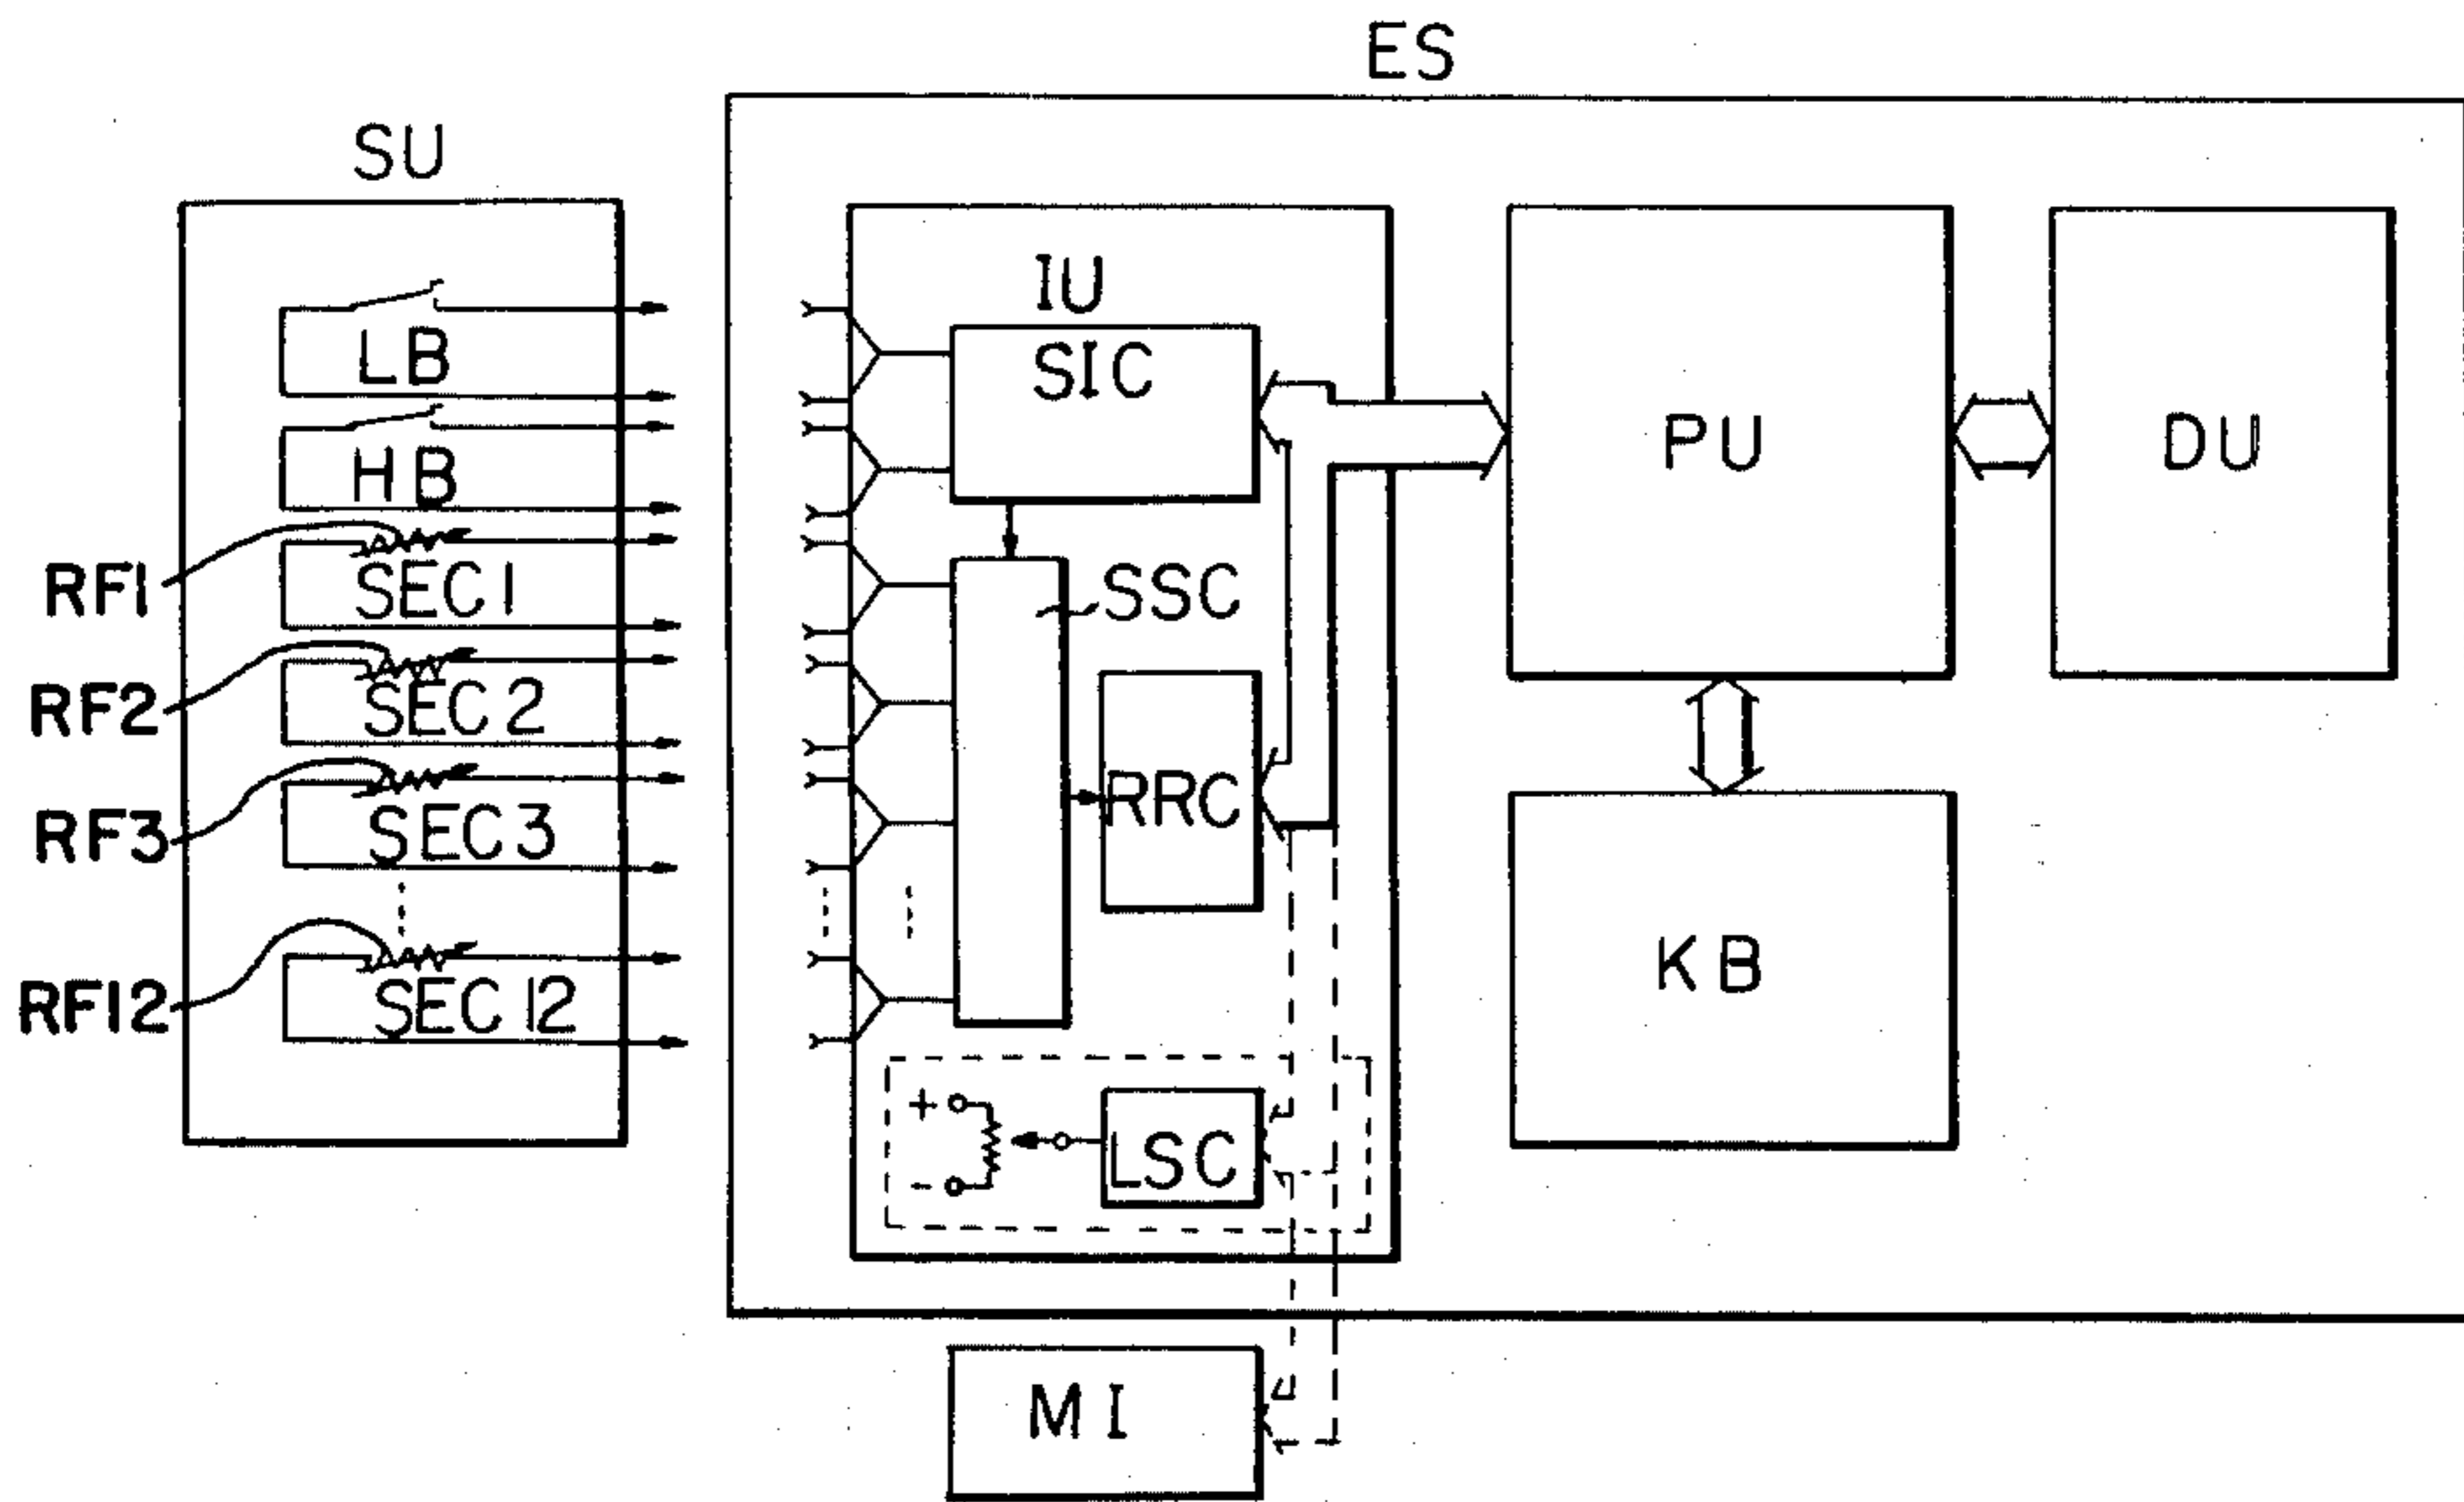 ES
SU
IU
LB
SIC
HB
PU
DU
RF1
SEC1
SSC
RF2
SEC2
RF3
SEC3
RRC
KB
RF12
SEC12
+
-
LSC
MI